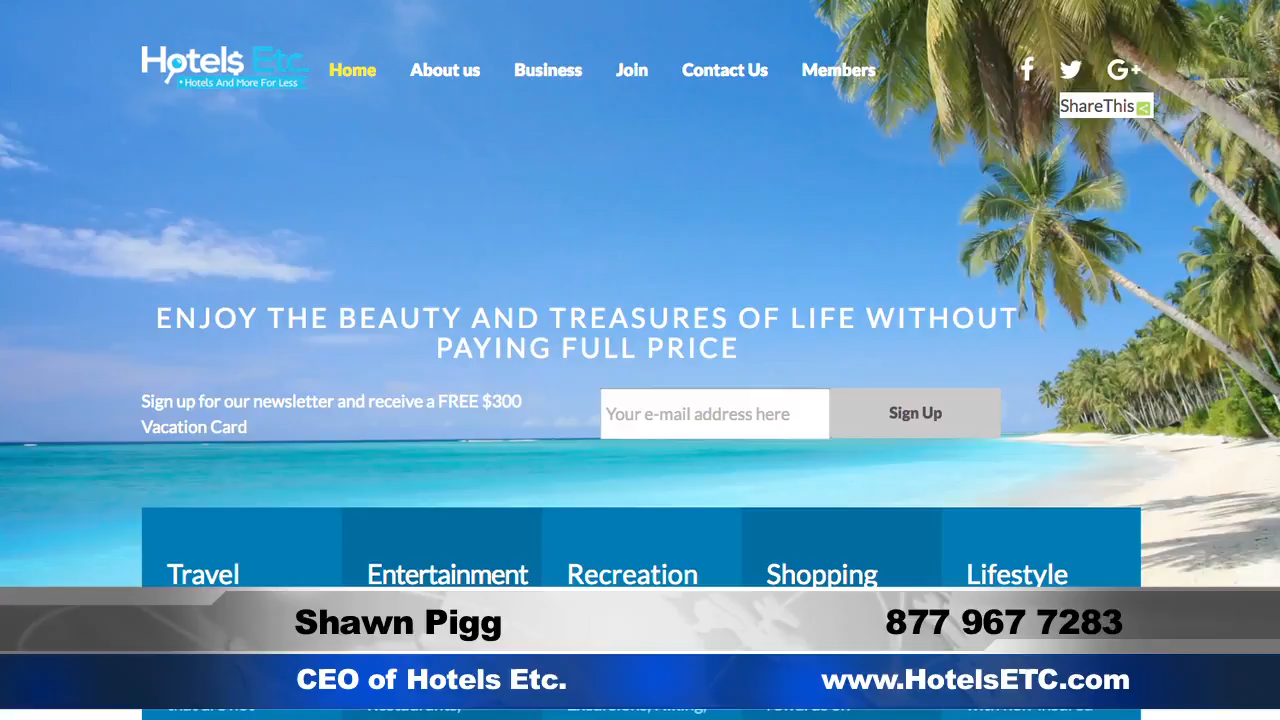 Hotels Etc.
• Hotels And More For Less
Home About us Business Join Contact Us Members
G+
ShareThis
ENJOY THE BEAUTY AND TREASURES OF LIFE WITHOUT
PAYING FULL PRICE
Sign up for our newsletter and receive a FREE $300
Vacation Card
Your e-mail address here
Sign Up
Travel Entertainment Recreation Shopping Lifestyle
Shawn Pigg 877 967 7283
CEO of Hotels Etc. www.HotelsETC.com